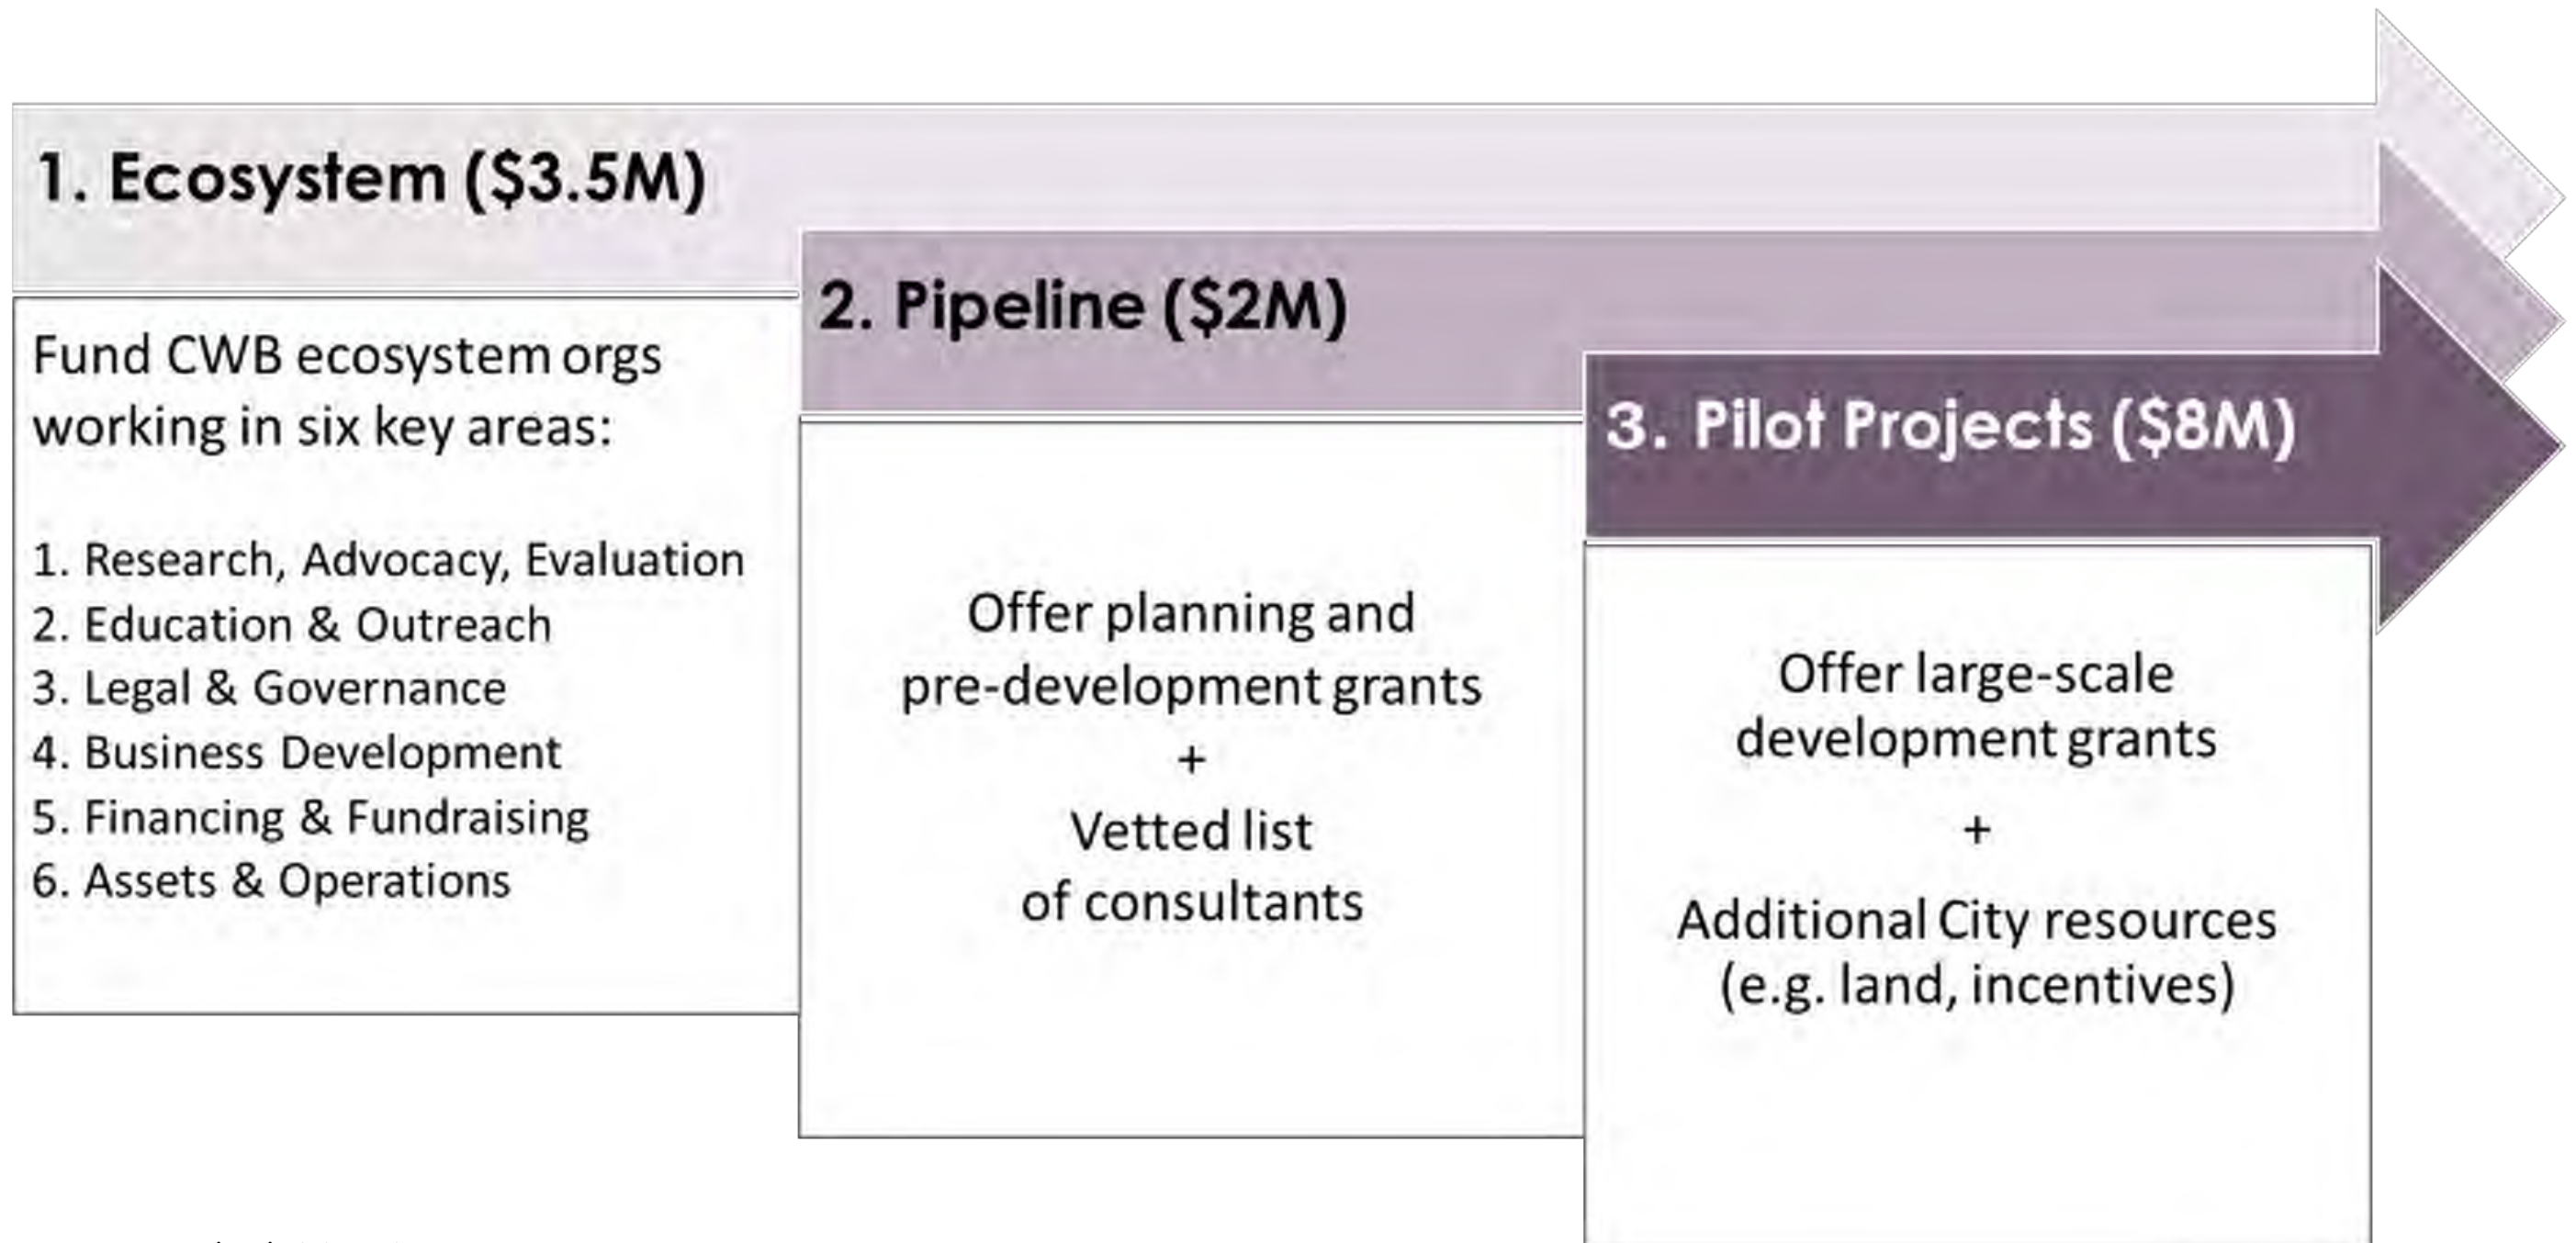 1. Ecosystem ($3.5M)
Fund CWB ecosystem orgs
working in six key areas:
1. Research, Advocacy, Evaluation
2. Education & Outreach
3. Legal & Governance
4. Business Development
5. Financing & Fundraising
6. Assets & Operations
2. Pipeline ($2M)
Offer planning and
pre-development grants
+
Vetted list
of consultants
3. Pilot Projects ($8M)
Offer large-scale
development grants
+
Additional City resources
(e.g. land, incentives)